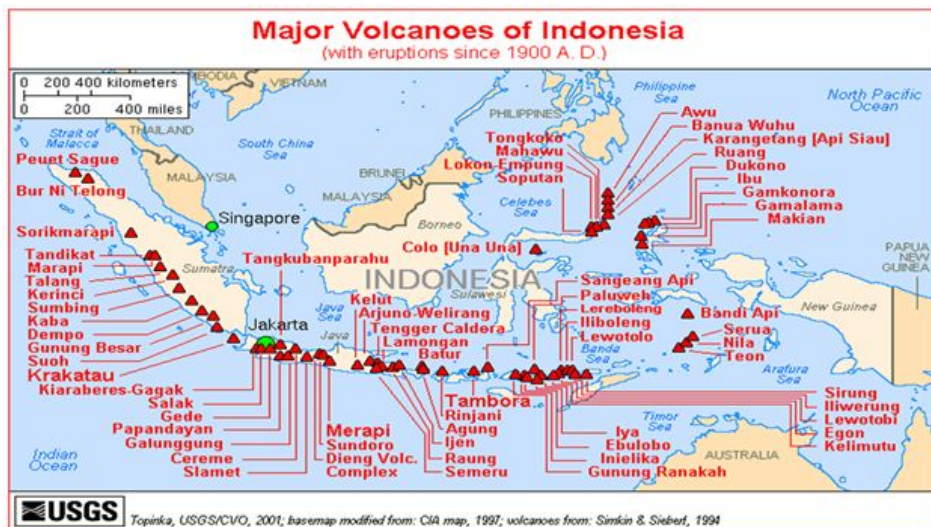 Major Volcanoes of Indonesia
(with eruptions since 1900 A. D.)
0 200 400 kilometers
0 200 400 miles
CAMBODIA
VIETNAM
THAILAND
Strait of
Malacca
South China
Sea
MALAYSIA
BRUNEI
MALAYSIA
PHILIPPINES
Philippine
Sea
North Pacific
Ocean
Peuet Sague
Bur Ni Telong
Sorikmarapi
Tandikat
Marapi
Talang
Kerinci
Sumbing
Kaba
Dempo
Gunung Besar
Suoh
Krakatau
Kiaraberes-Gagak
Salak
Gede
Papandayan
Galunggung
Cereme
Slamet
Singapore
Sumatra
Tangkubanparahu
Jakarta
Java
Sea
Java
Borneo
INDONESIA
Celebes
Sea
Sulawesi
Tongkoko
Mahawu
Lokon-Empung
Soputan
Colo [Una Una]
Awu
Banua Wuhu
Karangetang [Api Siau]
Ruang
Dukono
Ibu
Gamkonora
Gamalama
Makian
Kelut
Arjuno-Welirang
Tengger Caldera
Lamongan
Batur
Merapi
Sundoro
Dieng Volc.
Complex
Tambora
Rinjani
Agung
Ijen
Raung
Semeru
Sangeang Api
Paluweh
Lereboleng
Iliboleng
Lewotolo
Banda
Sea
Iya
Ebulobo
Inielika
Gunung Ranakah
Bandi Api
Serua
Nila
Teon
Arafura
Sea
Sirung
Iliwerung
Lewotobi
Egon
Kelimutu
Timor
Sea
AUSTRALIA
New Guinea
PAPUA
NEW
GUINEA
Indian
Ocean
USGS
Topinka, USGS/CVO, 2001; basemap modified from: CIA map, 1997; volcanoes from: Simkin & Siebert, 1994